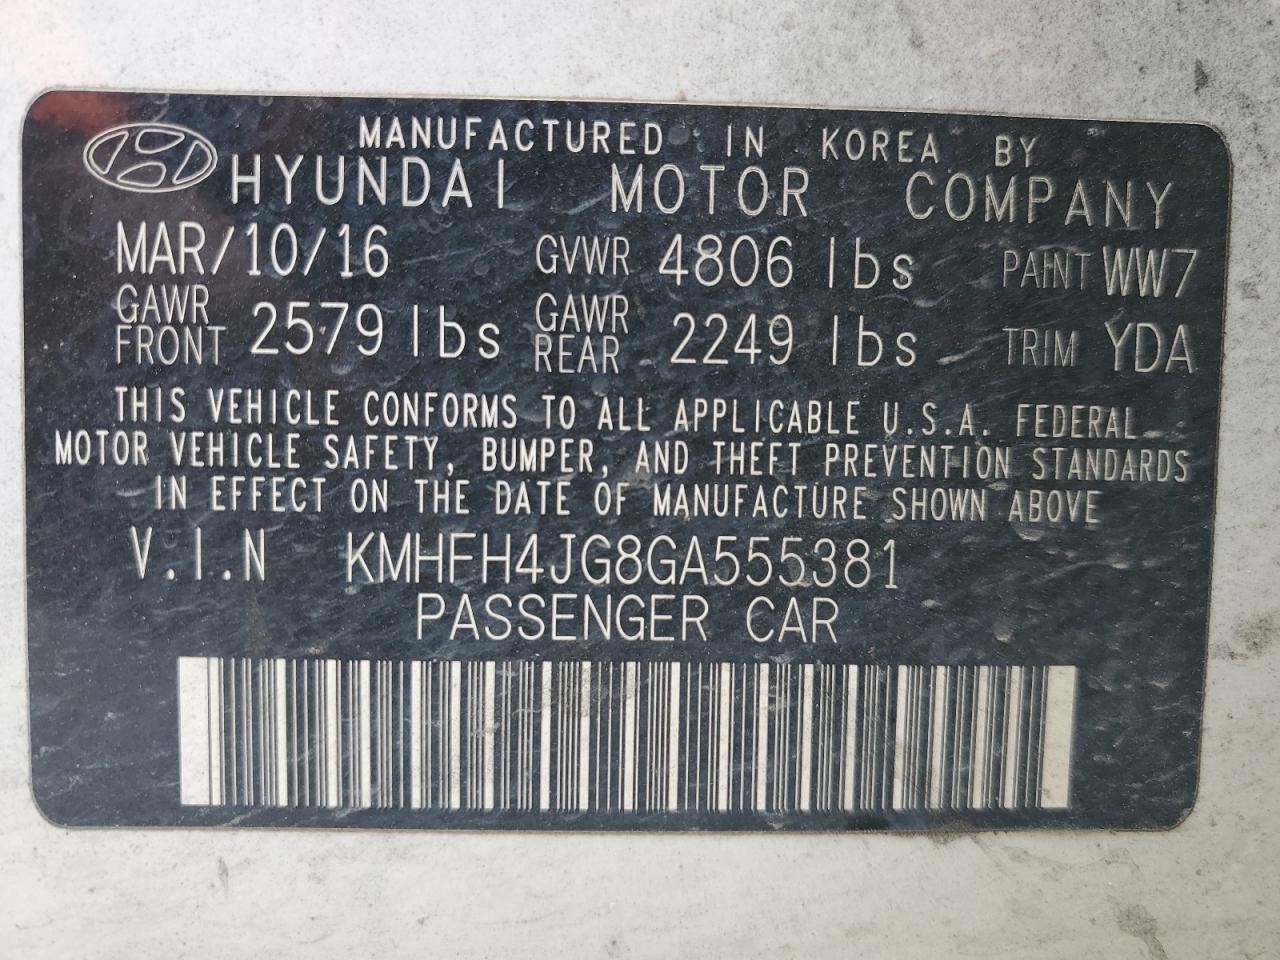 MANUFACTURED IN KOREA BY
HYUNDAI MOTOR COMPANY
MAR/10/16 GVWR 4806 lbs PAINT WW7
GAWR FRONT 2579 lbs GAWR REAR 2249 lbs TRIM YDA
THIS VEHICLE CONFORMS TO ALL APPLICABLE U.S.A. FEDERAL
MOTOR VEHICLE SAFETY, BUMPER, AND THEFT PREVENTION STANDARDS
IN EFFECT ON THE DATE OF MANUFACTURE SHOWN ABOVE
V.I.N KMHFH4JG8GA555381
PASSENGER CAR